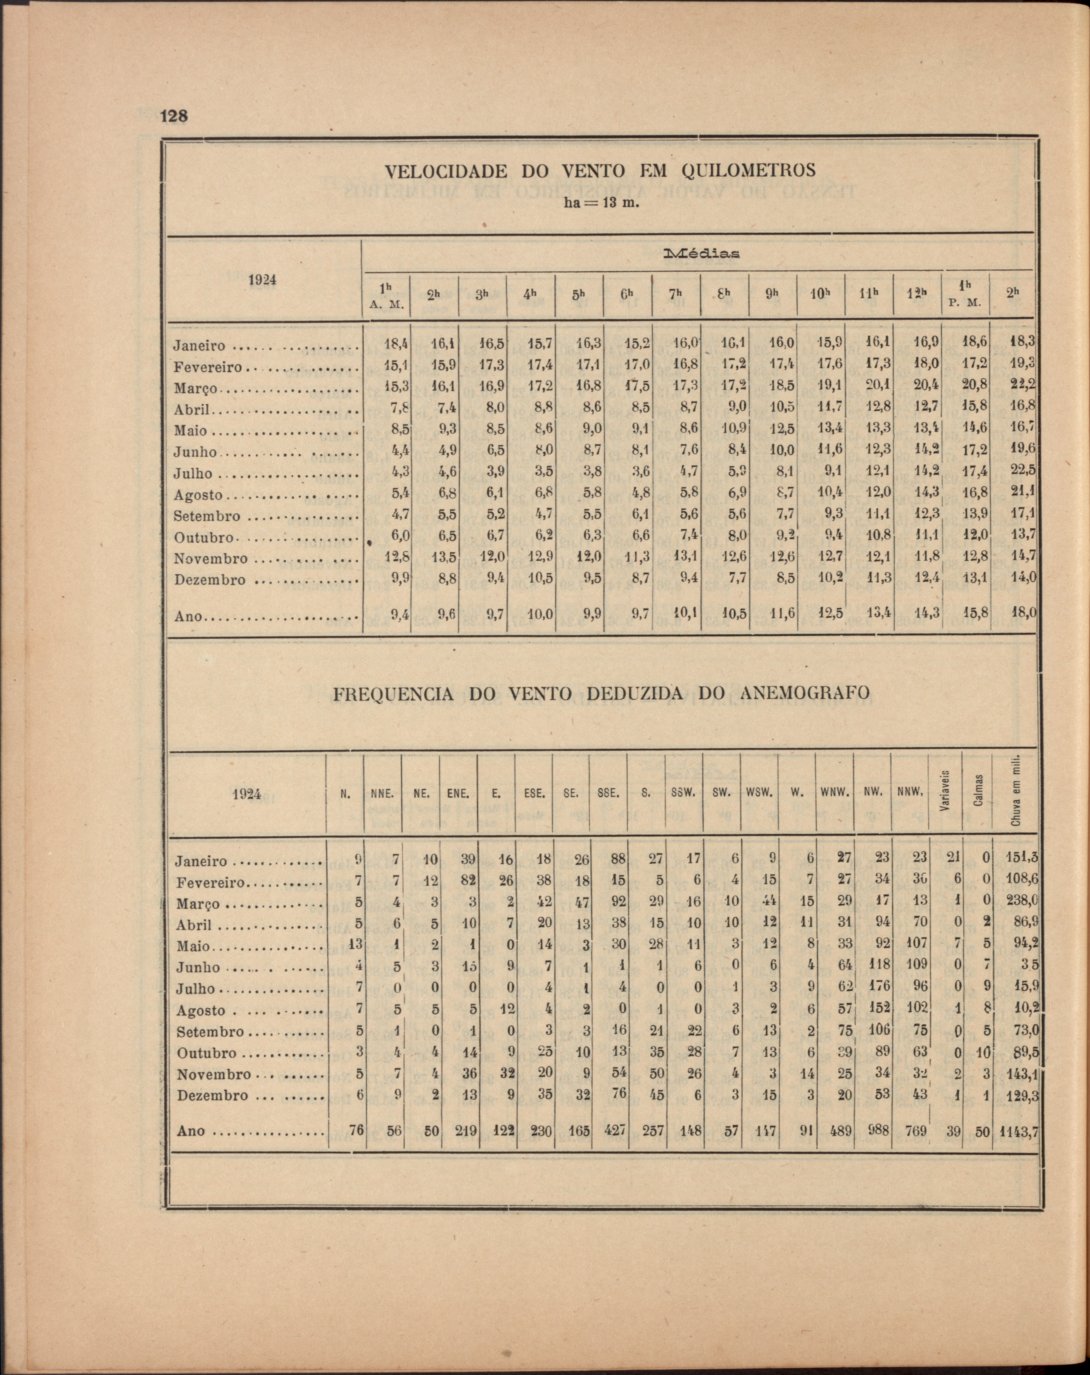 128
VELOCIDADE DO VENTO EM QUILOMETROS
ha = 13 m.
1924 Médias
1h A. M. 2h 3h 4h 5h 6h 7h 8h 9h 10h 11h 12h 1h P. M. 2h
Janeiro 18,4 16,1 16,5 15,7 16,3 15,2 16,0 16,1 16,0 15,9 16,1 16,9 18,6 18,3
Fevereiro 15,1 15,9 17,3 17,4 17,1 17,0 16,8 17,2 17,4 17,6 17,3 18,0 17,2 19,3
Março 15,3 16,1 16,9 17,2 16,8 17,5 17,3 17,2 18,5 19,1 20,1 20,4 20,8 22,2
Abril 7,8 7,4 8,0 8,8 8,6 8,5 8,7 9,0 10,5 11,7 12,8 12,7 15,8 16,8
Maio 8,5 9,3 8,5 8,6 9,0 9,1 8,6 10,9 12,5 13,4 13,3 13,4 14,6 16,7
Junho 4,4 4,9 6,5 8,0 8,7 8,1 7,6 8,4 10,0 11,6 12,3 14,2 17,2 19,6
Julho 4,3 4,6 3,9 3,5 3,8 3,6 4,7 5,9 8,1 9,1 12,1 14,2 17,4 22,5
Agosto 5,4 6,8 6,1 6,8 5,8 4,8 5,8 6,9 8,7 10,4 12,0 14,3 16,8 21,1
Setembro 4,7 5,5 5,2 4,7 5,5 6,1 5,6 5,6 7,7 9,3 11,1 12,3 13,9 17,1
Outubro 6,0 6,5 6,7 6,2 6,3 6,6 7,4 8,0 9,2 9,4 10,8 11,1 12,0 13,7
Novembro 12,8 13,5 12,0 12,9 12,0 11,3 13,1 12,6 12,6 12,7 12,1 11,8 12,8 14,7
Dezembro 9,9 8,8 9,4 10,5 9,5 8,7 9,4 7,7 8,5 10,2 11,3 12,4 13,1 14,0
Ano 9,4 9,6 9,7 10,0 9,9 9,7 10,1 10,5 11,6 12,5 13,4 14,3 15,8 18,0
FREQUENCIA DO VENTO DEDUZIDA DO ANEMOGRAFO
1924 N. NNE. NE. ENE. E. ESE. SE. SSE. S. SSW. SW. WSW. W. WNW. NW. NNW. Variaveis Calmas Chuva em mili.
Janeiro 9 7 10 39 16 18 26 88 27 17 6 9 6 27 23 23 21 0 151,5
Fevereiro 7 7 12 82 26 38 18 15 5 6 4 15 7 27 34 36 6 0 108,6
Março 5 4 3 3 2 42 47 92 29 16 10 44 15 29 17 13 1 0 238,0
Abril 5 6 5 10 7 20 13 38 15 10 10 12 11 31 94 70 0 2 86,9
Maio 13 1 2 1 0 14 3 30 28 11 3 12 8 33 92 107 7 5 94,2
Junho 4 5 3 15 9 7 1 1 1 6 0 6 4 64 118 109 0 7 3 5
Julho 7 0 0 0 0 4 1 4 0 0 1 3 9 62 176 96 0 9 15,9
Agosto 7 5 5 5 12 4 2 0 1 0 3 2 6 57 152 102 1 8 10,2
Setembro 5 1 0 1 0 3 3 16 21 22 6 13 2 75 106 75 0 5 73,0
Outubro 3 4 4 14 9 25 10 13 35 28 7 13 6 39 89 63 0 10 89,5
Novembro 5 7 4 36 32 20 9 54 50 26 4 3 14 25 34 32 2 3 143,1
Dezembro 6 9 2 13 9 35 32 76 45 6 3 15 3 20 53 43 1 1 129,3
Ano 76 56 50 219 122 230 165 427 257 148 57 147 91 489 988 769 39 50 1143,7